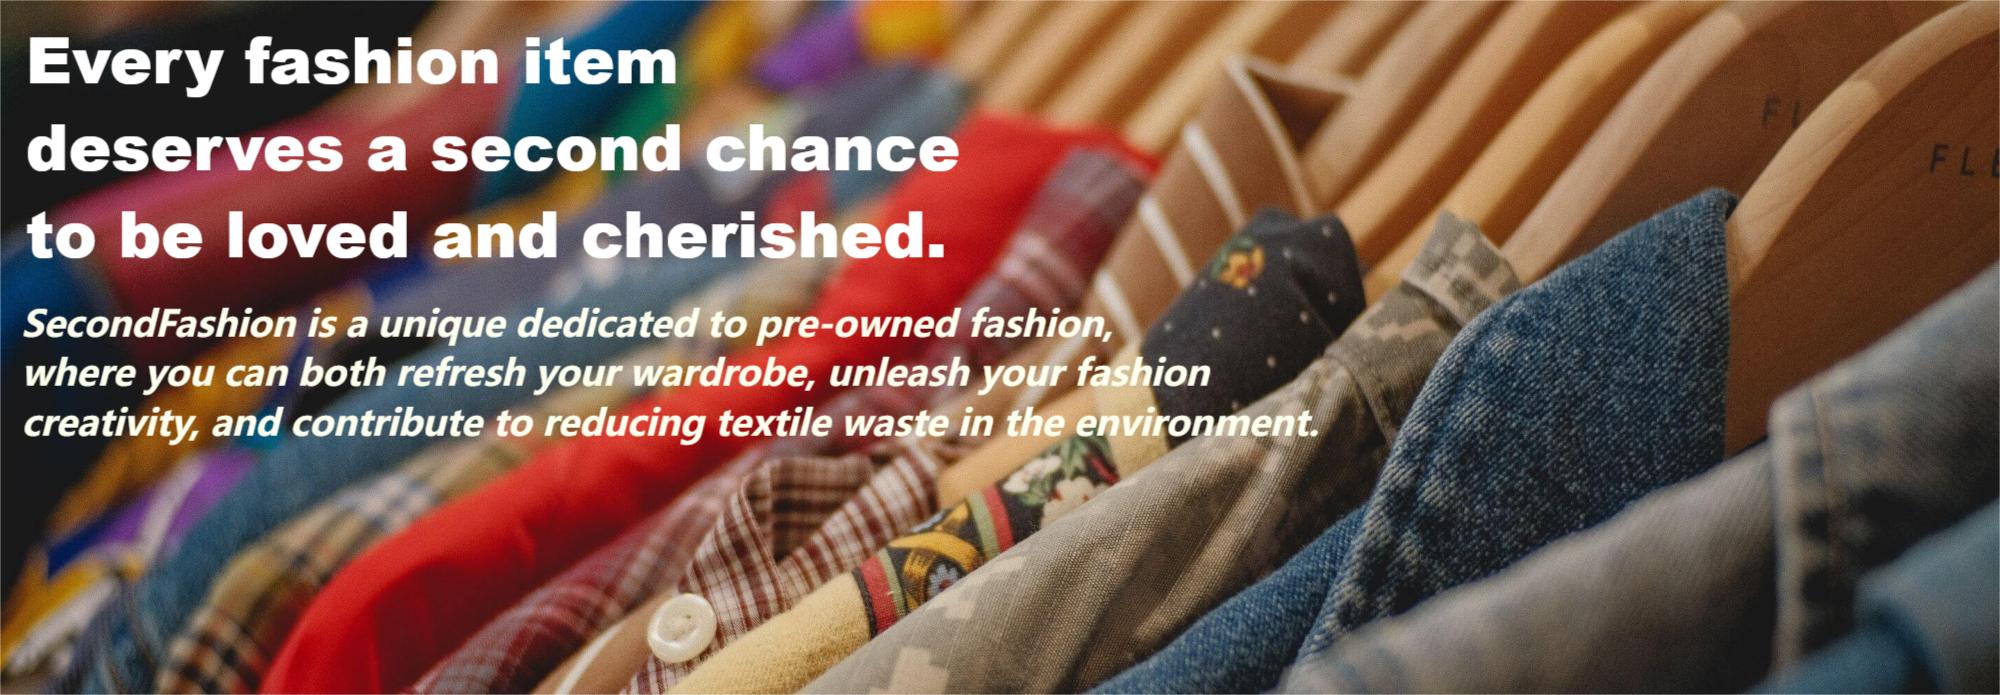 Every fashion item
deserves a second chance
to be loved and cherished.
SecondFashion is a unique dedicated to pre-owned fashion,
where you can both refresh your wardrobe, unleash your fashion
creativity, and contribute to reducing textile waste in the environment.